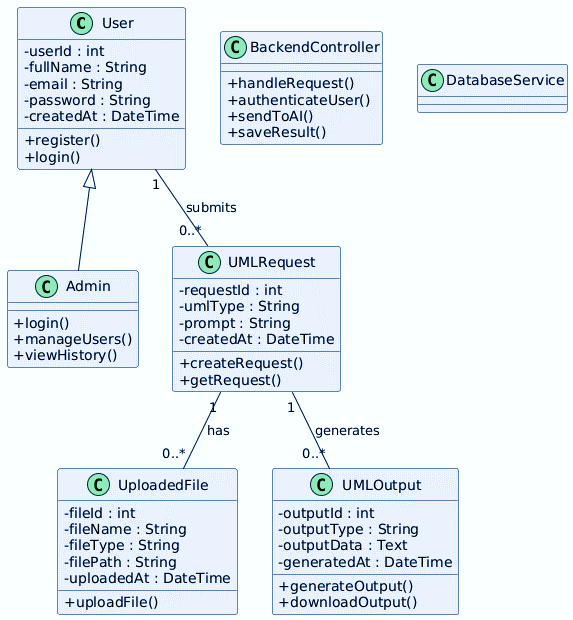 C User
-userId : int
-fullName : String
-email : String
-password : String
-createdAt : DateTime
+register()
+login()
C BackendController
+handleRequest()
+authenticateUser()
+sendToAI()
+saveResult()
C DatabaseService
1
submits
0..*
C Admin
+login()
+manageUsers()
+viewHistory()
C UMLRequest
-requestId : int
-umlType : String
-prompt : String
-createdAt : DateTime
+createRequest()
+getRequest()
1
has
0..*
1
generates
0..*
C UploadedFile
-fileId : int
-fileName : String
-fileType : String
-filePath : String
-uploadedAt : DateTime
+uploadFile()
C UMLOutput
-outputId : int
-outputType : String
-outputData : Text
-generatedAt : DateTime
+generateOutput()
+downloadOutput()